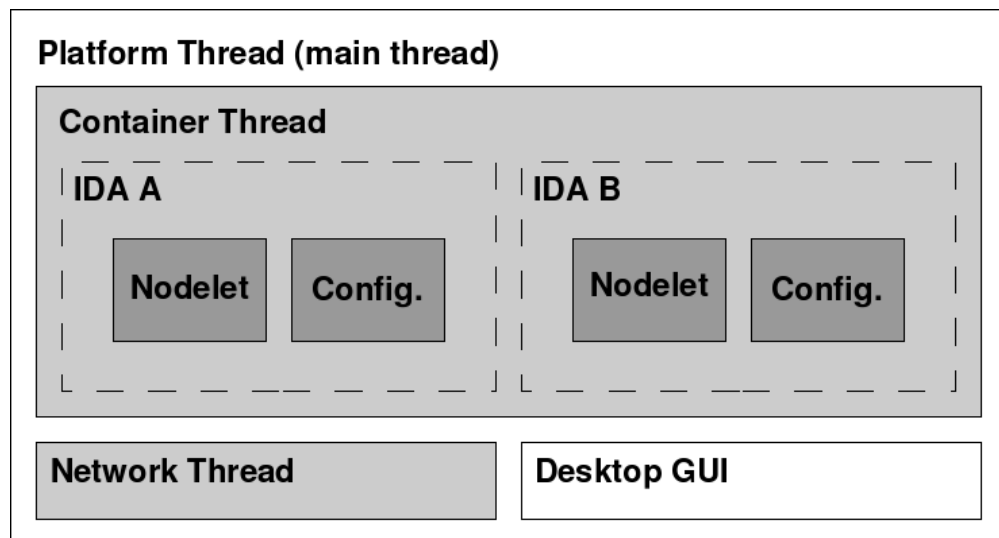 Platform Thread (main thread)
Container Thread
IDA A
Nodelet
Config.
IDA B
Nodelet
Config.
Network Thread
Desktop GUI